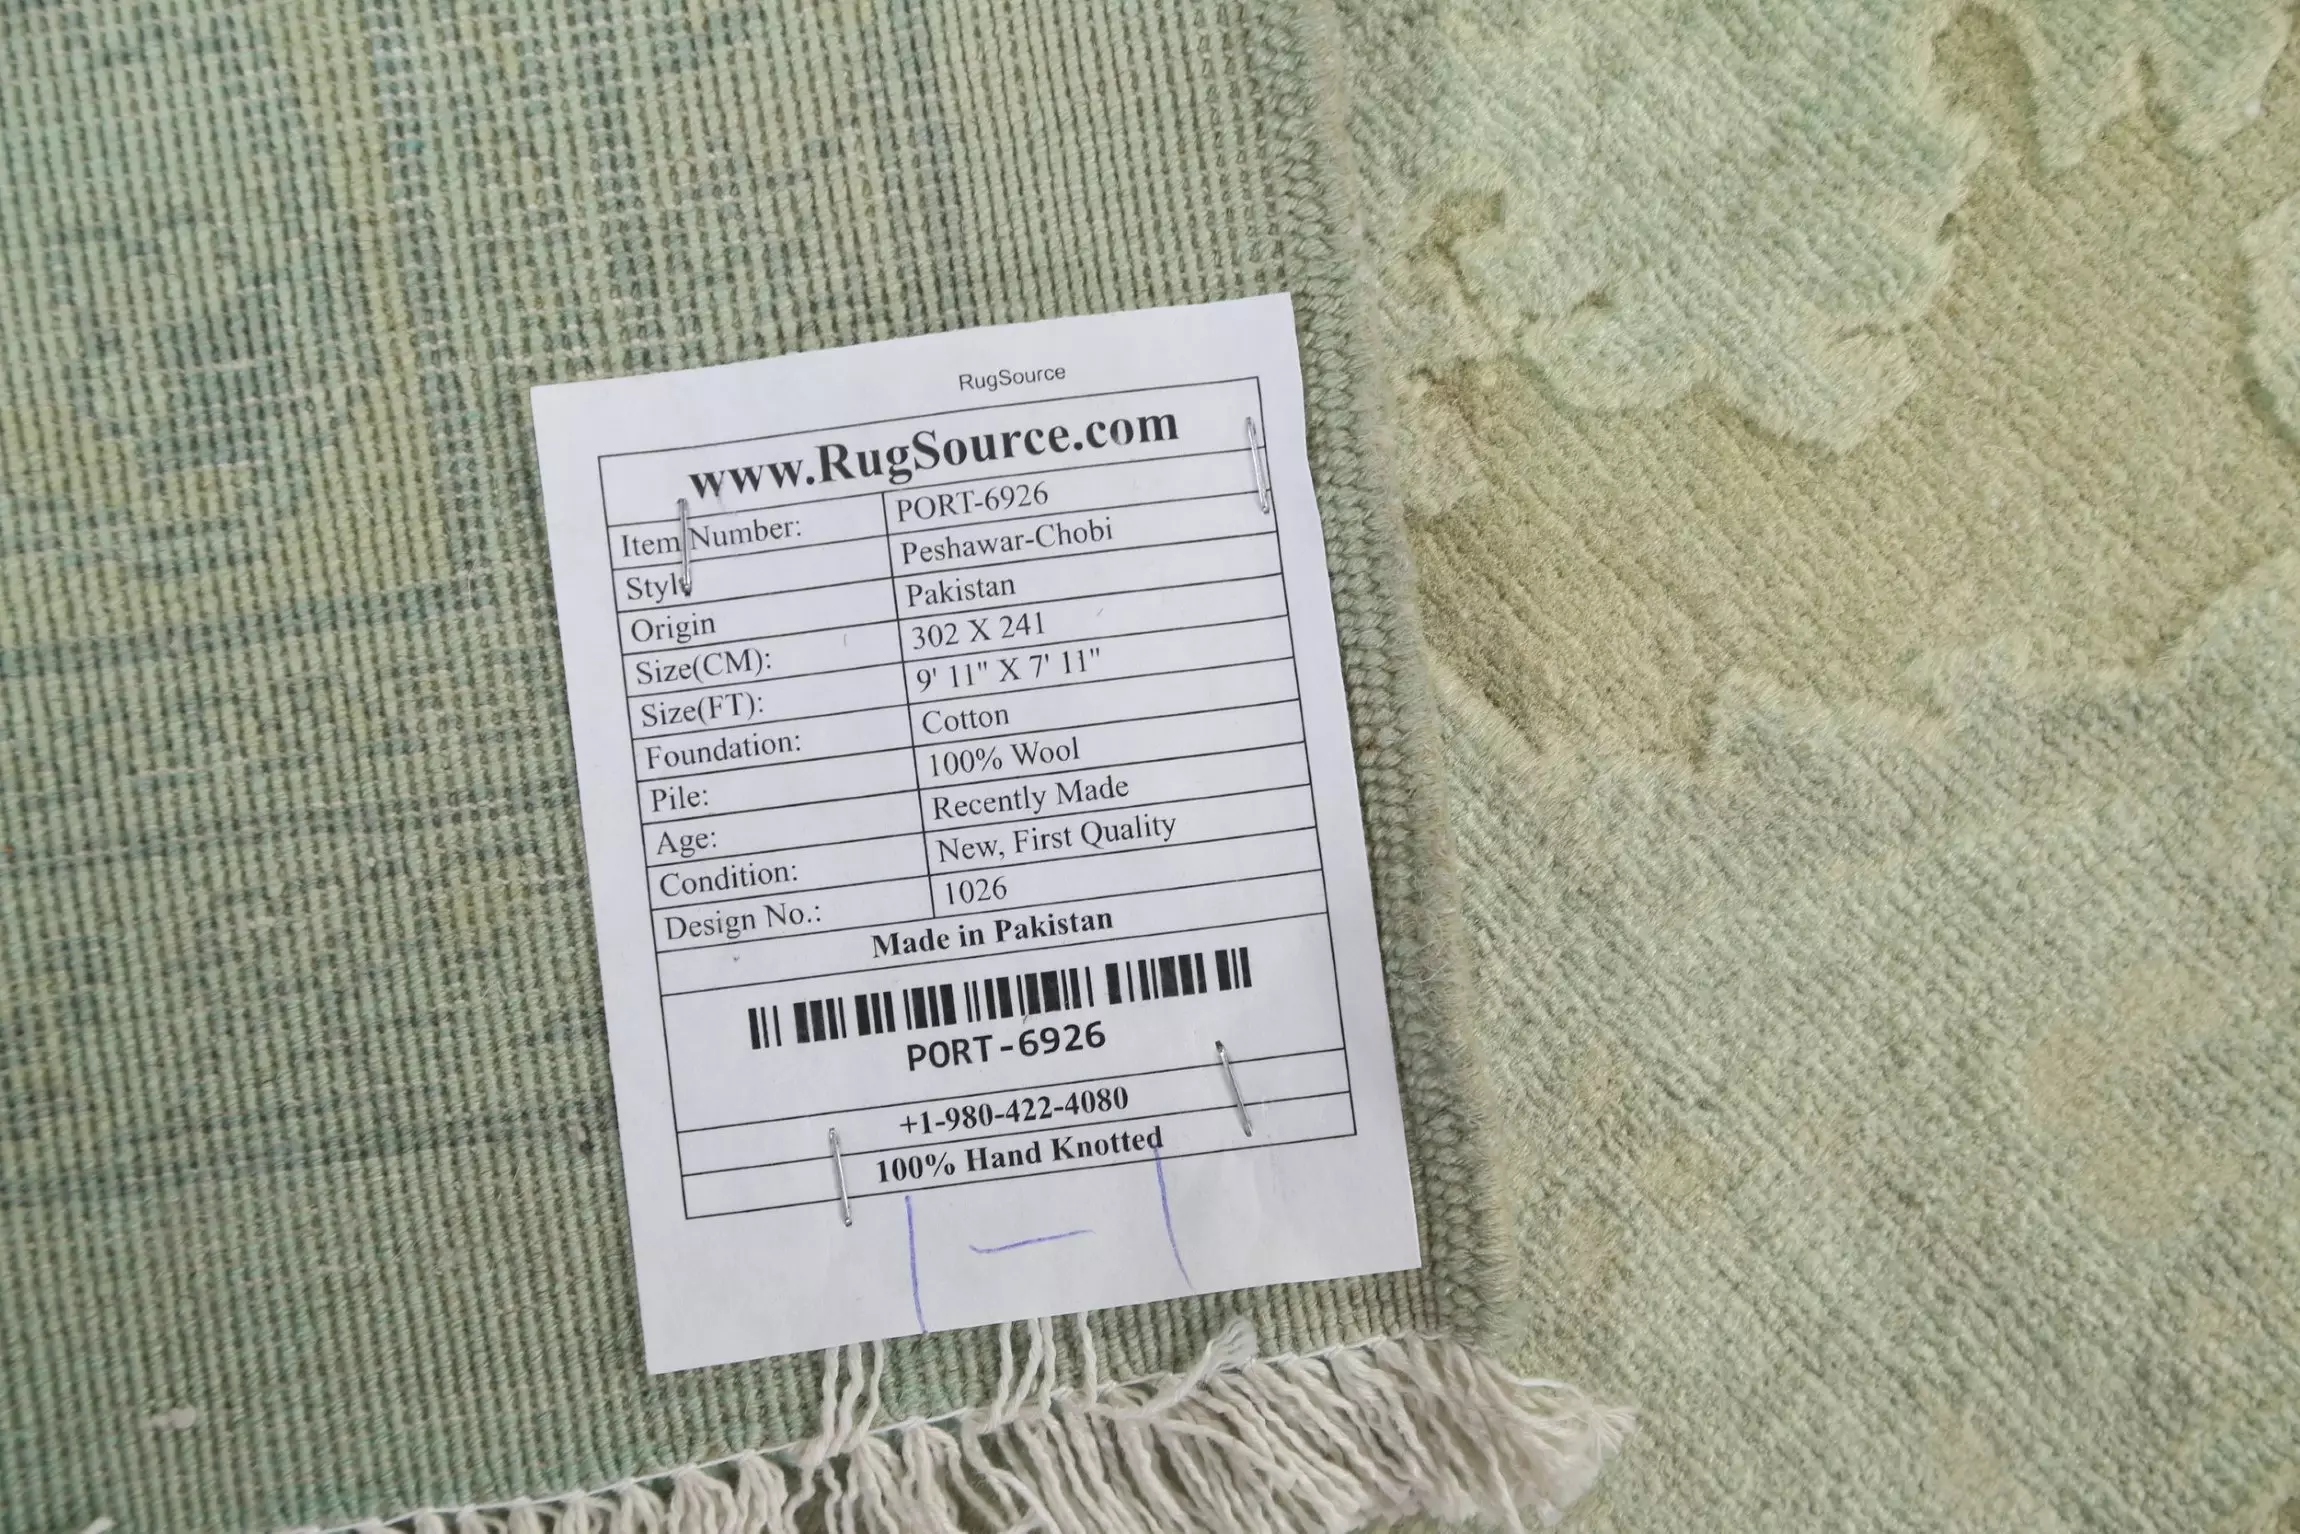 RugSource
www.RugSource.com
Item Number: PORT-6926
Style Peshawar-Chobi
Origin Pakistan
Size(CM): 302 X 241
Size(FT): 9' 11" X 7' 11"
Foundation: Cotton
Pile: 100% Wool
Age: Recently Made
Condition: New, First Quality
Design No.: 1026
Made in Pakistan
PORT-6926
+1-980-422-4080
100% Hand Knotted